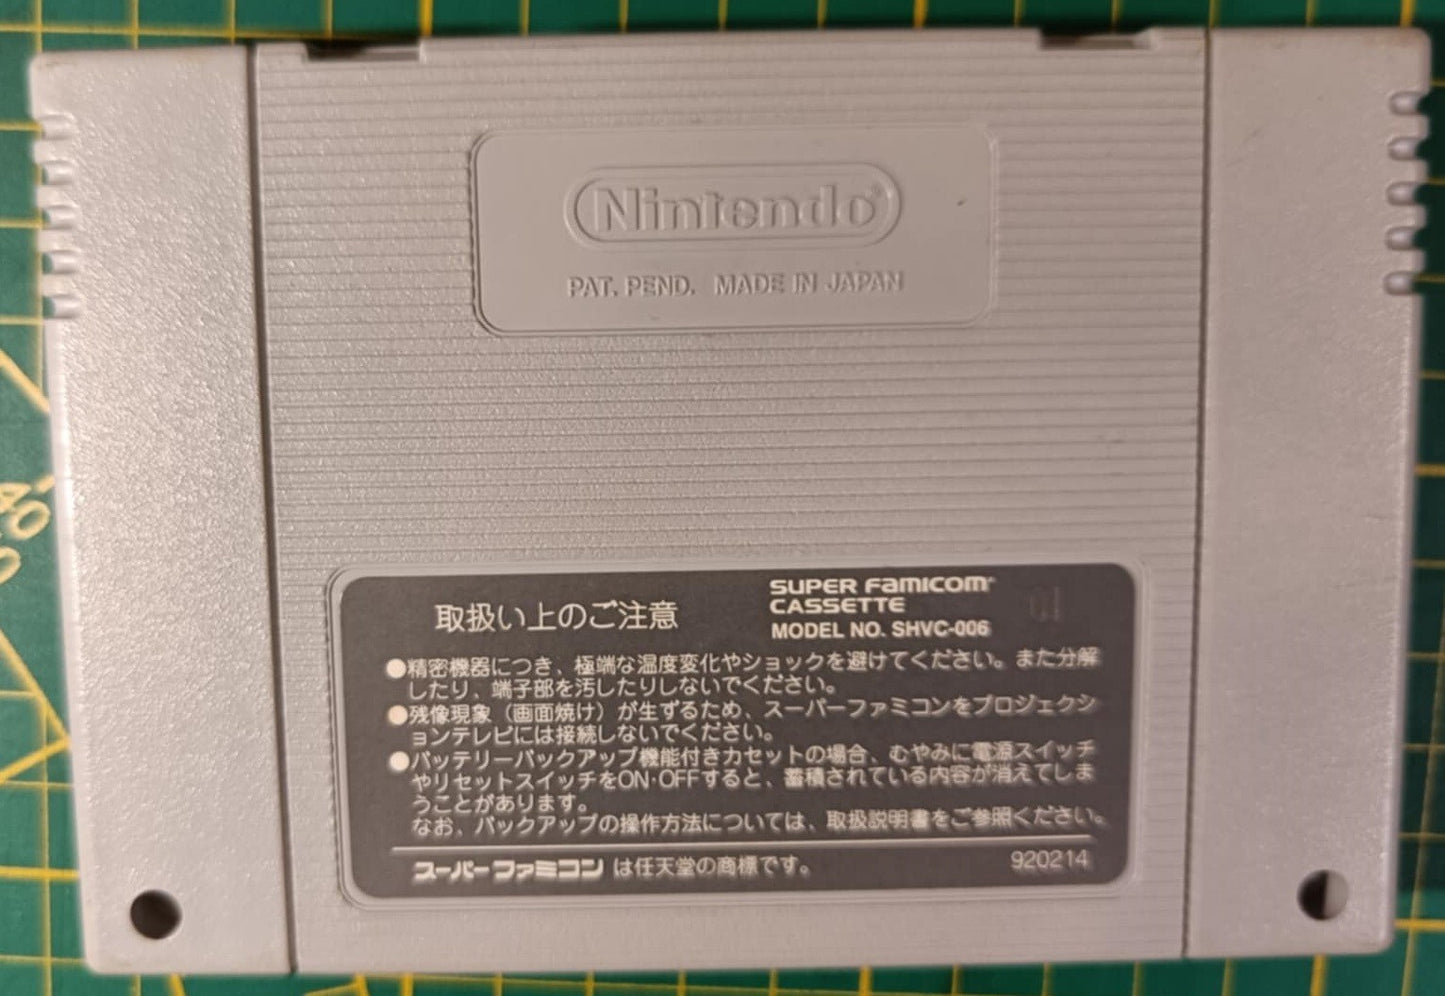 Nintendo®
PAT. PEND. MADE IN JAPAN
取扱い上のご注意
SUPER FAMICOM
CASSETTE
MODEL NO. SHVC-006
●精密機器につき、極端な温度変化やショックを避けてください。また分解
したり、端子部を汚したりしないでください。
●残像現象（画面焼け）が生ずるため、スーパーファミコンをプロジェクシ
ョンテレビには接続しないでください。
●バッテリーバックアップ機能付きカセットの場合、むやみに電源スイッチ
やリセットスイッチをON・OFFすると、蓄積されている内容が消えてしま
うことがあります。
なお、バックアップの操作方法については、取扱説明書をご参照ください。
スーパーファミコン は任天堂の商標です。
920214
40